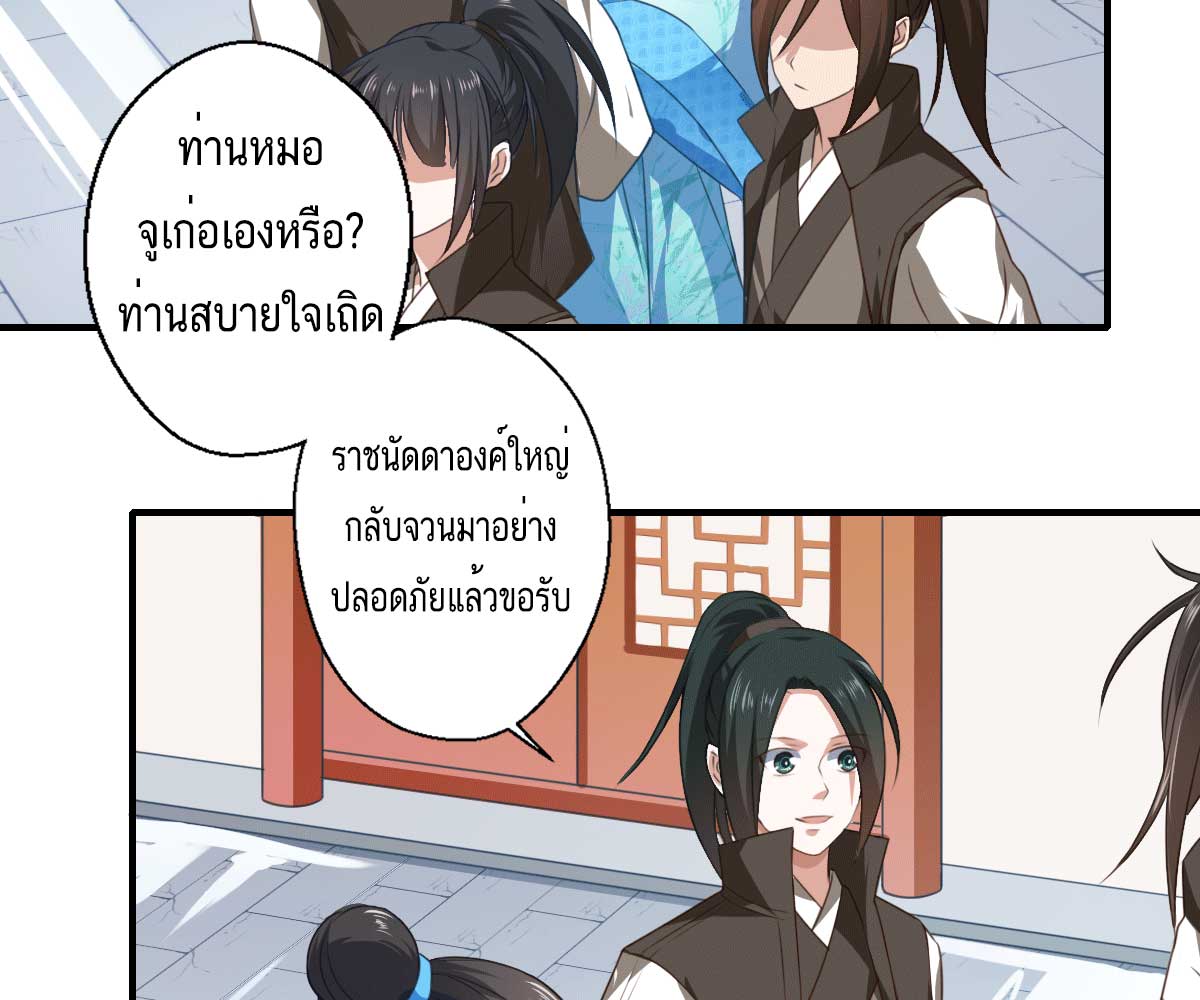 ท่านหมอ
จูเก่อเองหรือ?
ท่านสบายใจเถิด
ราชนัดดาองค์ใหญ่
กลับจวนมาอย่าง
ปลอดภัยแล้วขอรับ